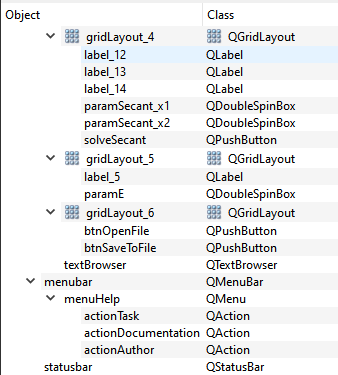 Object Class
gridLayout_4 QGridLayout
label_12 QLabel
label_13 QLabel
label_14 QLabel
paramSecant_x1 QDoubleSpinBox
paramSecant_x2 QDoubleSpinBox
solveSecant QPushButton
gridLayout_5 QGridLayout
label_5 QLabel
paramE QDoubleSpinBox
gridLayout_6 QGridLayout
btnOpenFile QPushButton
btnSaveToFile QPushButton
textBrowser QTextBrowser
menubar QMenuBar
menuHelp QMenu
actionTask QAction
actionDocumentation QAction
actionAuthor QAction
statusbar QStatusBar